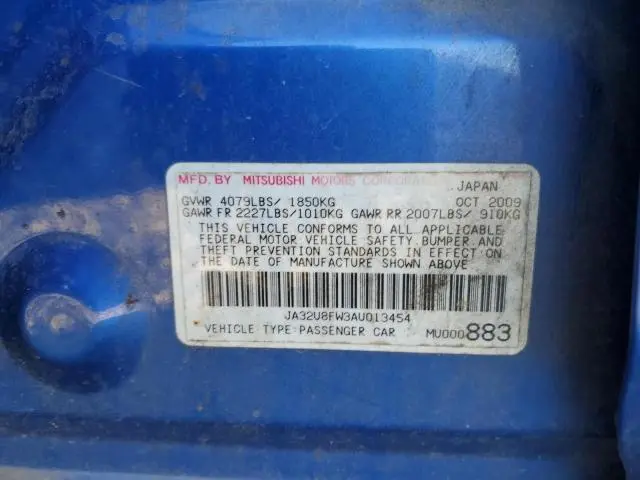 MFD. BY MITSUBISHI MOTORS CORPORATION JAPAN
GVWR 4079LBS/ 1850KG OCT 2009
GAWR FR 2227LBS/1010KG GAWR RR 2007LBS/ 910KG
THIS VEHICLE CONFORMS TO ALL APPLICABLE
FEDERAL MOTOR VEHICLE SAFETY, BUMPER AND
THEFT PREVENTION STANDARDS IN EFFECT ON
THE DATE OF MANUFACTURE SHOWN ABOVE
JA32U8FW3AU013454
VEHICLE TYPE:PASSENGER CAR MU000883